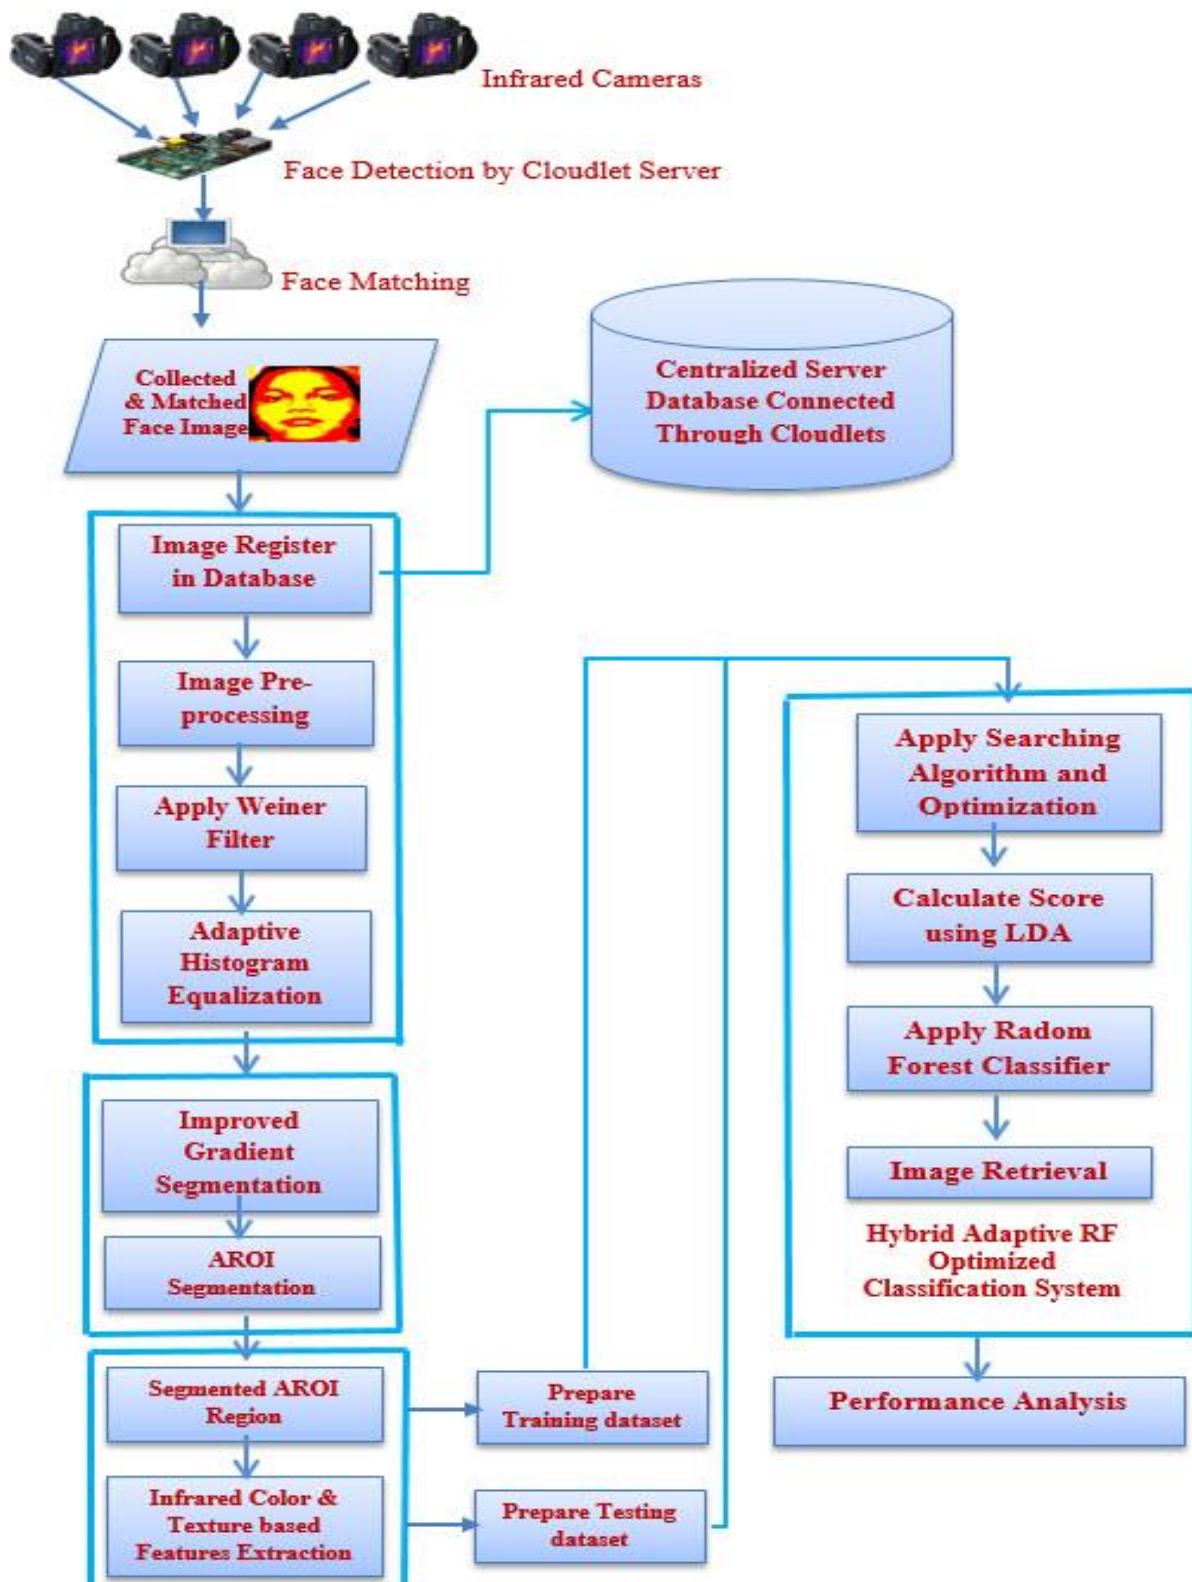 Infrared Cameras
Face Detection by Cloudlet Server
Face Matching
Collected
& Matched
Face Image
Centralized Server
Database Connected
Through Cloudlets
Image Register
in Database
Image Pre-
processing
Apply Weiner
Filter
Adaptive
Histogram
Equalization
Improved
Gradient
Segmentation
AROI
Segmentation
Segmented AROI
Region
Infrared Color &
Texture based
Features Extraction
Prepare
Training dataset
Prepare Testing
dataset
Apply Searching
Algorithm and
Optimization
Calculate Score
using LDA
Apply Radom
Forest Classifier
Image Retrieval
Hybrid Adaptive RF
Optimized
Classification System
Performance Analysis